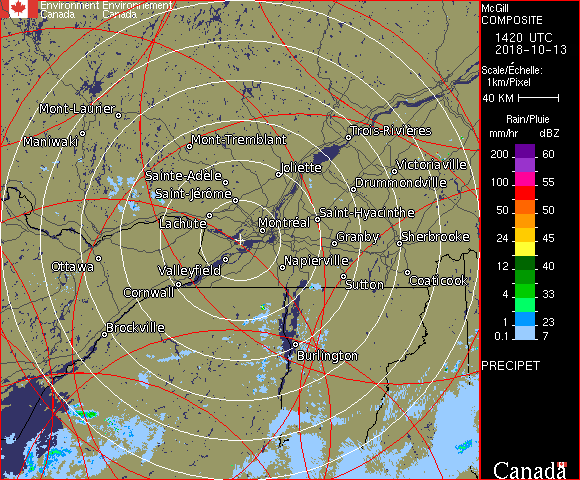 Environment Environnement
Canada Canada
McGill
COMPOSITE
1420 UTC
2018-10-13
Scale/Échelle:
1km/Pixel
40 KM
Rain/Pluie
mm/hr dBZ
200 60
100 55
50 50
24 45
12 40
4 33
1 23
0.1 7
PRECIPET
Canada
Mont-Laurier
Maniwaki
Mont-Tremblant
Trois-Rivières
Joliette
Victoriaville
Sainte-Adèle
Drummondville
Saint-Jérôme
Saint-Hyacinthe
Lachute
Montréal
Granby
Sherbrooke
Ottawa
Valleyfield
Napierville
Coaticook
Cornwall
Sutton
Brockville
Burlington